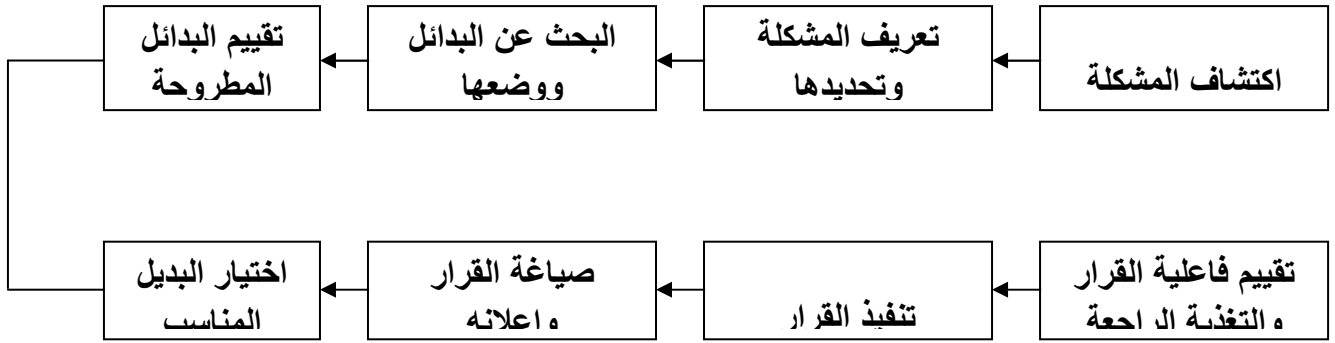 اكتشاف المشكلة
تعريف المشكلة
وتحديدها
البحث عن البدائل
ووضعها
تقييم البدائل
المطروحة
تقييم فاعلية القرار
والتغذية الراجعة
تنفيذ القرار
صياغة القرار
وإعلانه
اختيار البديل
المناسب